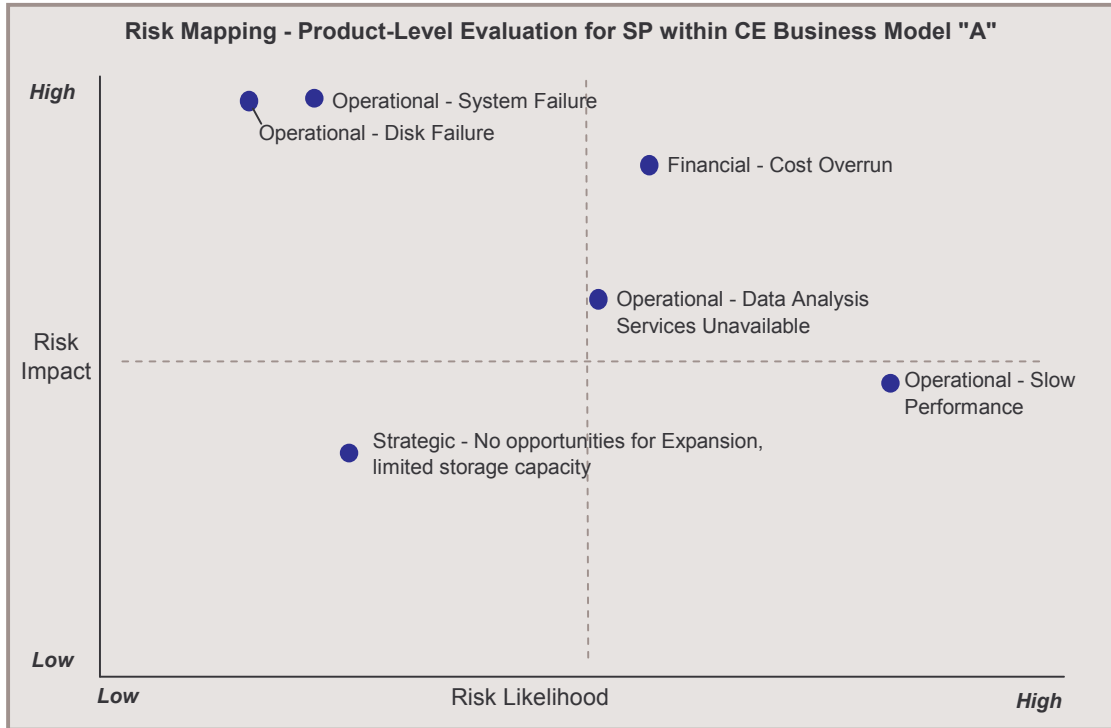 Risk Mapping - Product-Level Evaluation for SP within CE Business Model "A"
High
Operational - System Failure
Operational - Disk Failure
Financial - Cost Overrun
Operational - Data Analysis
Services Unavailable
Risk
Impact
Operational - Slow
Performance
Strategic - No opportunities for Expansion,
limited storage capacity
Low
Low
Risk Likelihood
High